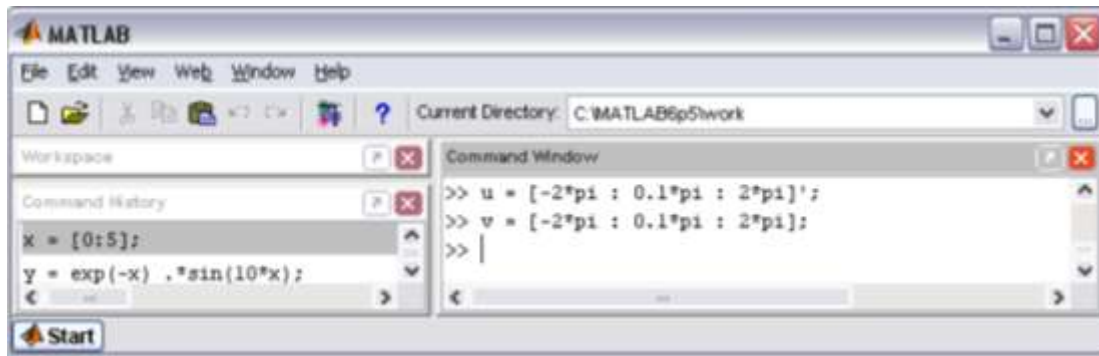 MATLAB
File Edit View Web Window Help
Current Directory: C:\MATLAB6p5\work
Workspace
Command History
x = [0:5];
y = exp(-x) .*sin(10*x);
Command Window
>> u = [-2*pi : 0.1*pi : 2*pi]';
>> v = [-2*pi : 0.1*pi : 2*pi];
>>
Start